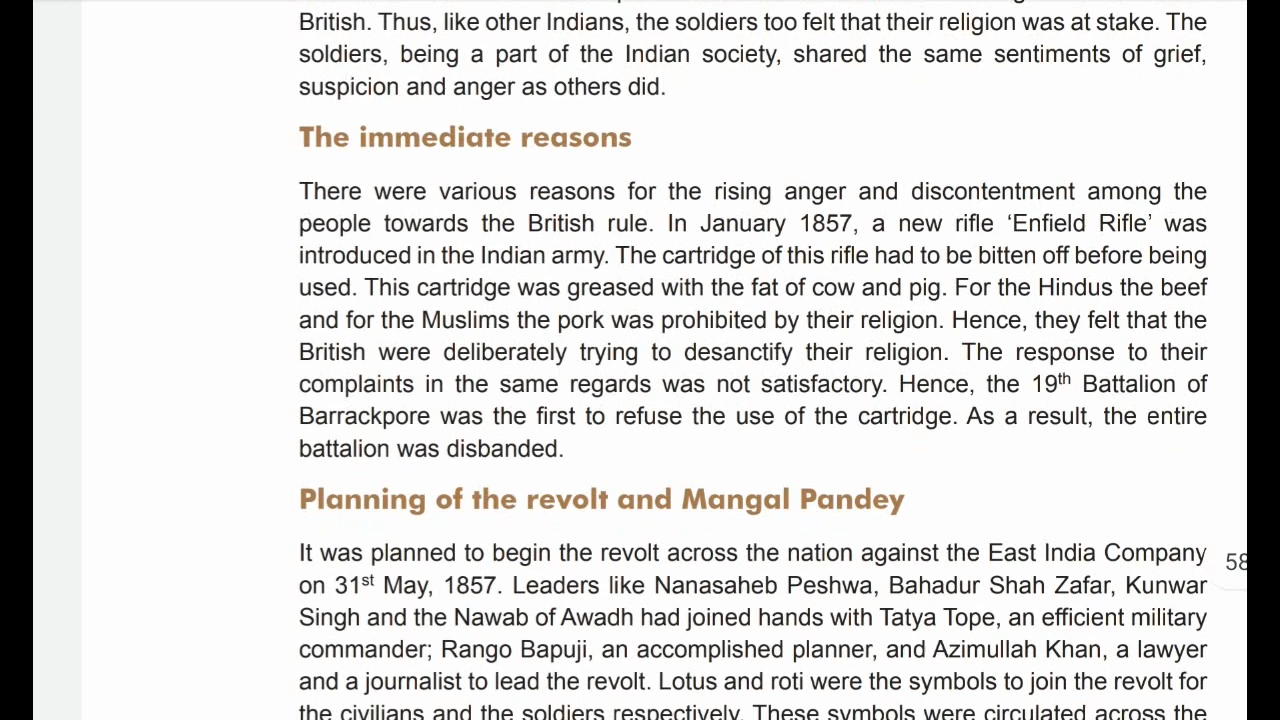 British. Thus, like other Indians, the soldiers too felt that their religion was at stake. The
soldiers, being a part of the Indian society, shared the same sentiments of grief,
suspicion and anger as others did.
The immediate reasons
There were various reasons for the rising anger and discontentment among the
people towards the British rule. In January 1857, a new rifle ‘Enfield Rifle’ was
introduced in the Indian army. The cartridge of this rifle had to be bitten off before being
used. This cartridge was greased with the fat of cow and pig. For the Hindus the beef
and for the Muslims the pork was prohibited by their religion. Hence, they felt that the
British were deliberately trying to desanctify their religion. The response to their
complaints in the same regards was not satisfactory. Hence, the 19th Battalion of
Barrackpore was the first to refuse the use of the cartridge. As a result, the entire
battalion was disbanded.
Planning of the revolt and Mangal Pandey
It was planned to begin the revolt across the nation against the East India Company
on 31st May, 1857. Leaders like Nanasaheb Peshwa, Bahadur Shah Zafar, Kunwar
Singh and the Nawab of Awadh had joined hands with Tatya Tope, an efficient military
commander; Rango Bapuji, an accomplished planner, and Azimullah Khan, a lawyer
and a journalist to lead the revolt. Lotus and roti were the symbols to join the revolt for
the civilians and the soldiers respectively. These symbols were circulated across the
58